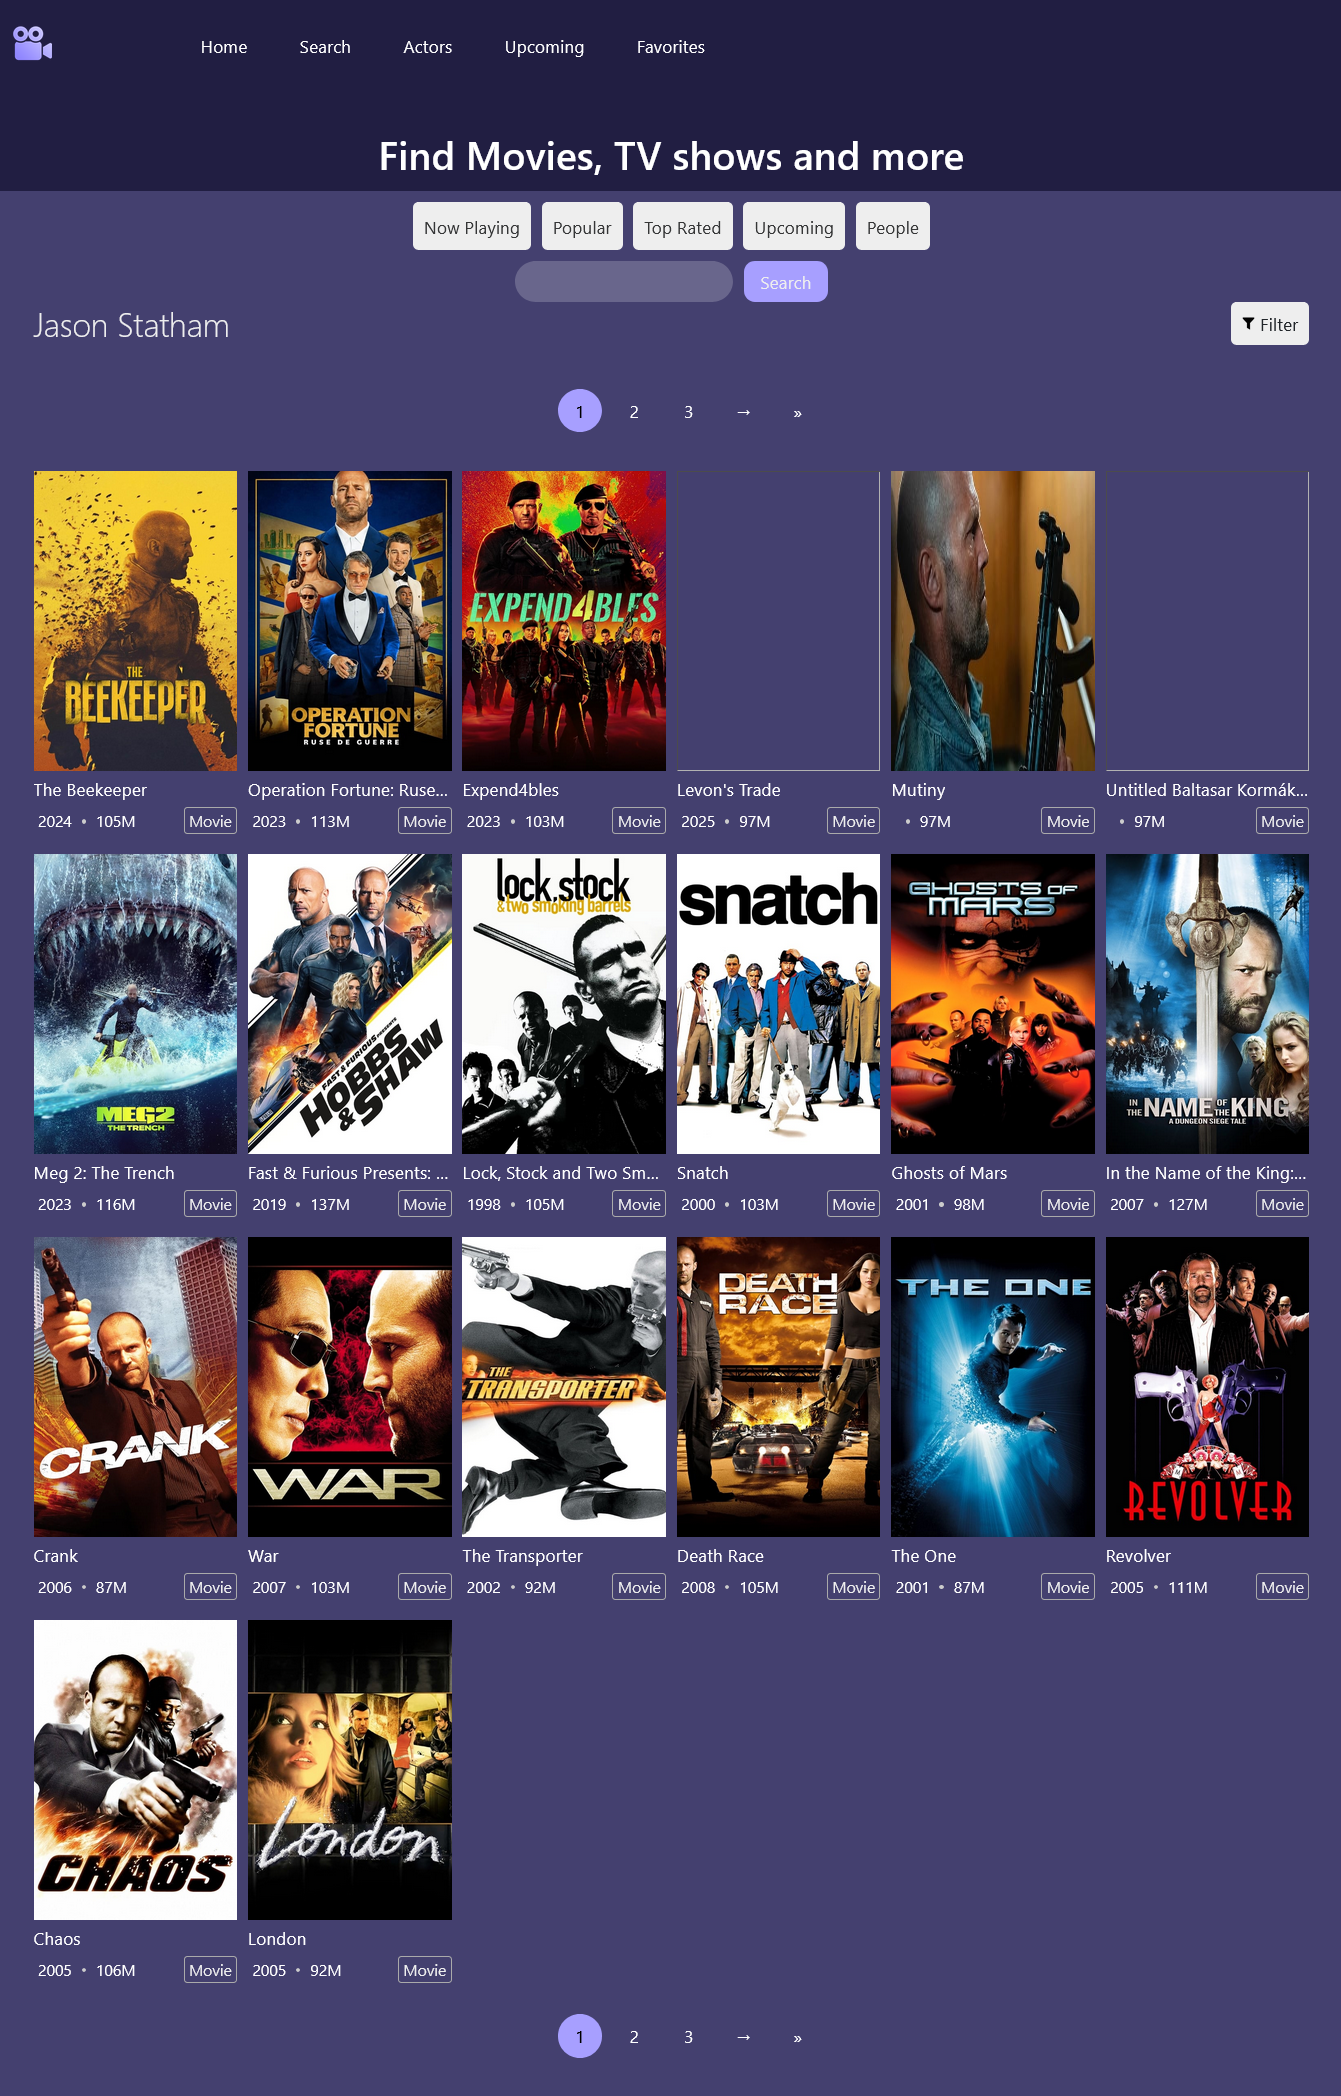 Home
Search
Actors
Upcoming
Favorites
Find Movies, TV shows and more
Now Playing
Popular
Top Rated
Upcoming
People
Search
Jason Statham
Filter
1 2 3 → »
THE
BEEKEEPER
OPERATION
FORTUNE
RUSE DE GUERRE
EXPEND4BLES
The Beekeeper
2024 • 105M Movie
Operation Fortune: Ruse...
2023 • 113M Movie
Expend4bles
2023 • 103M Movie
Levon's Trade
2025 • 97M Movie
Mutiny
• 97M Movie
Untitled Baltasar Kormák...
• 97M Movie
MEG2
THE TRENCH
FAST & FURIOUS PRESENTS
HOBBS
& SHAW
lock, stock
& two smoking barrels
snatch
GHOSTS OF
MARS
IN THE NAME OF THE KING
A DUNGEON SIEGE TALE
Meg 2: The Trench
2023 • 116M Movie
Fast & Furious Presents: ...
2019 • 137M Movie
Lock, Stock and Two Sm...
1998 • 105M Movie
Snatch
2000 • 103M Movie
Ghosts of Mars
2001 • 98M Movie
In the Name of the King:...
2007 • 127M Movie
CRANK
WAR
THE
TRANSPORTER
DEATH
RACE
THE ONE
REVOLVER
Crank
2006 • 87M Movie
War
2007 • 103M Movie
The Transporter
2002 • 92M Movie
Death Race
2008 • 105M Movie
The One
2001 • 87M Movie
Revolver
2005 • 111M Movie
CHAOS
London
Chaos
2005 • 106M Movie
London
2005 • 92M Movie
1 2 3 → »